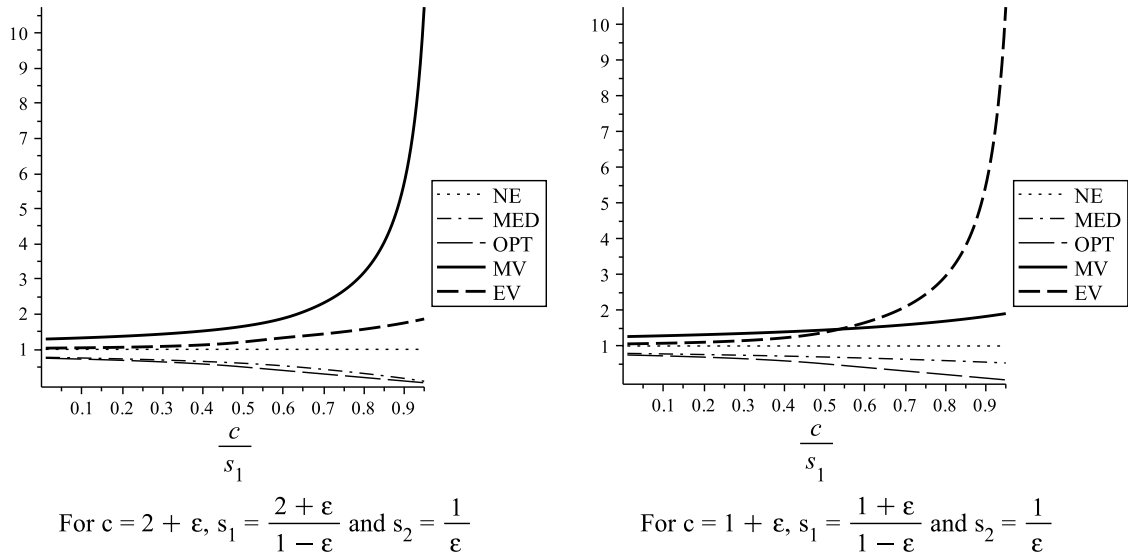 10
9
8
7
6
5
4
3
2
1
0.1 0.2 0.3 0.4 0.5 0.6 0.7 0.8 0.9
c
s1
NE
MED
OPT
MV
EV
For c = 2 + ε, s1 = (2 + ε)/(1 − ε) and s2 = 1/ε
10
9
8
7
6
5
4
3
2
1
0.1 0.2 0.3 0.4 0.5 0.6 0.7 0.8 0.9
c
s1
NE
MED
OPT
MV
EV
For c = 1 + ε, s1 = (1 + ε)/(1 − ε) and s2 = 1/ε